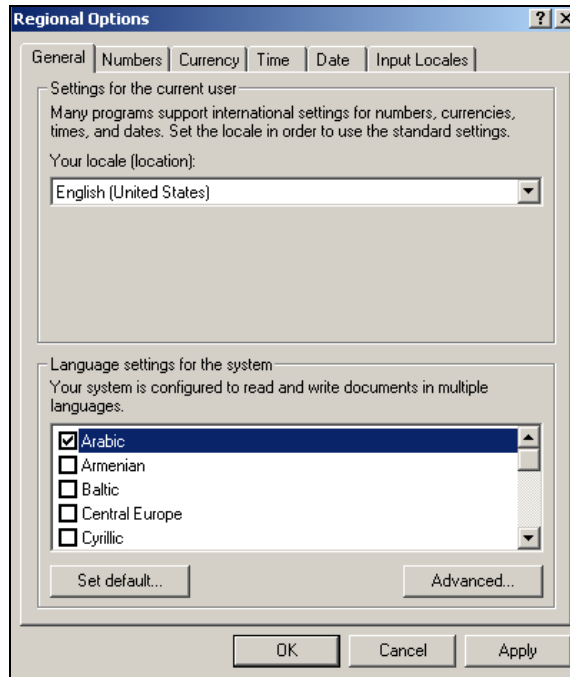 Regional Options
General Numbers Currency Time Date Input Locales
Settings for the current user
Many programs support international settings for numbers, currencies,
times, and dates. Set the locale in order to use the standard settings.
Your locale (location):
English (United States)
Language settings for the system
Your system is configured to read and write documents in multiple
languages.
Arabic
Armenian
Baltic
Central Europe
Cyrillic
Set default... Advanced...
OK Cancel Apply